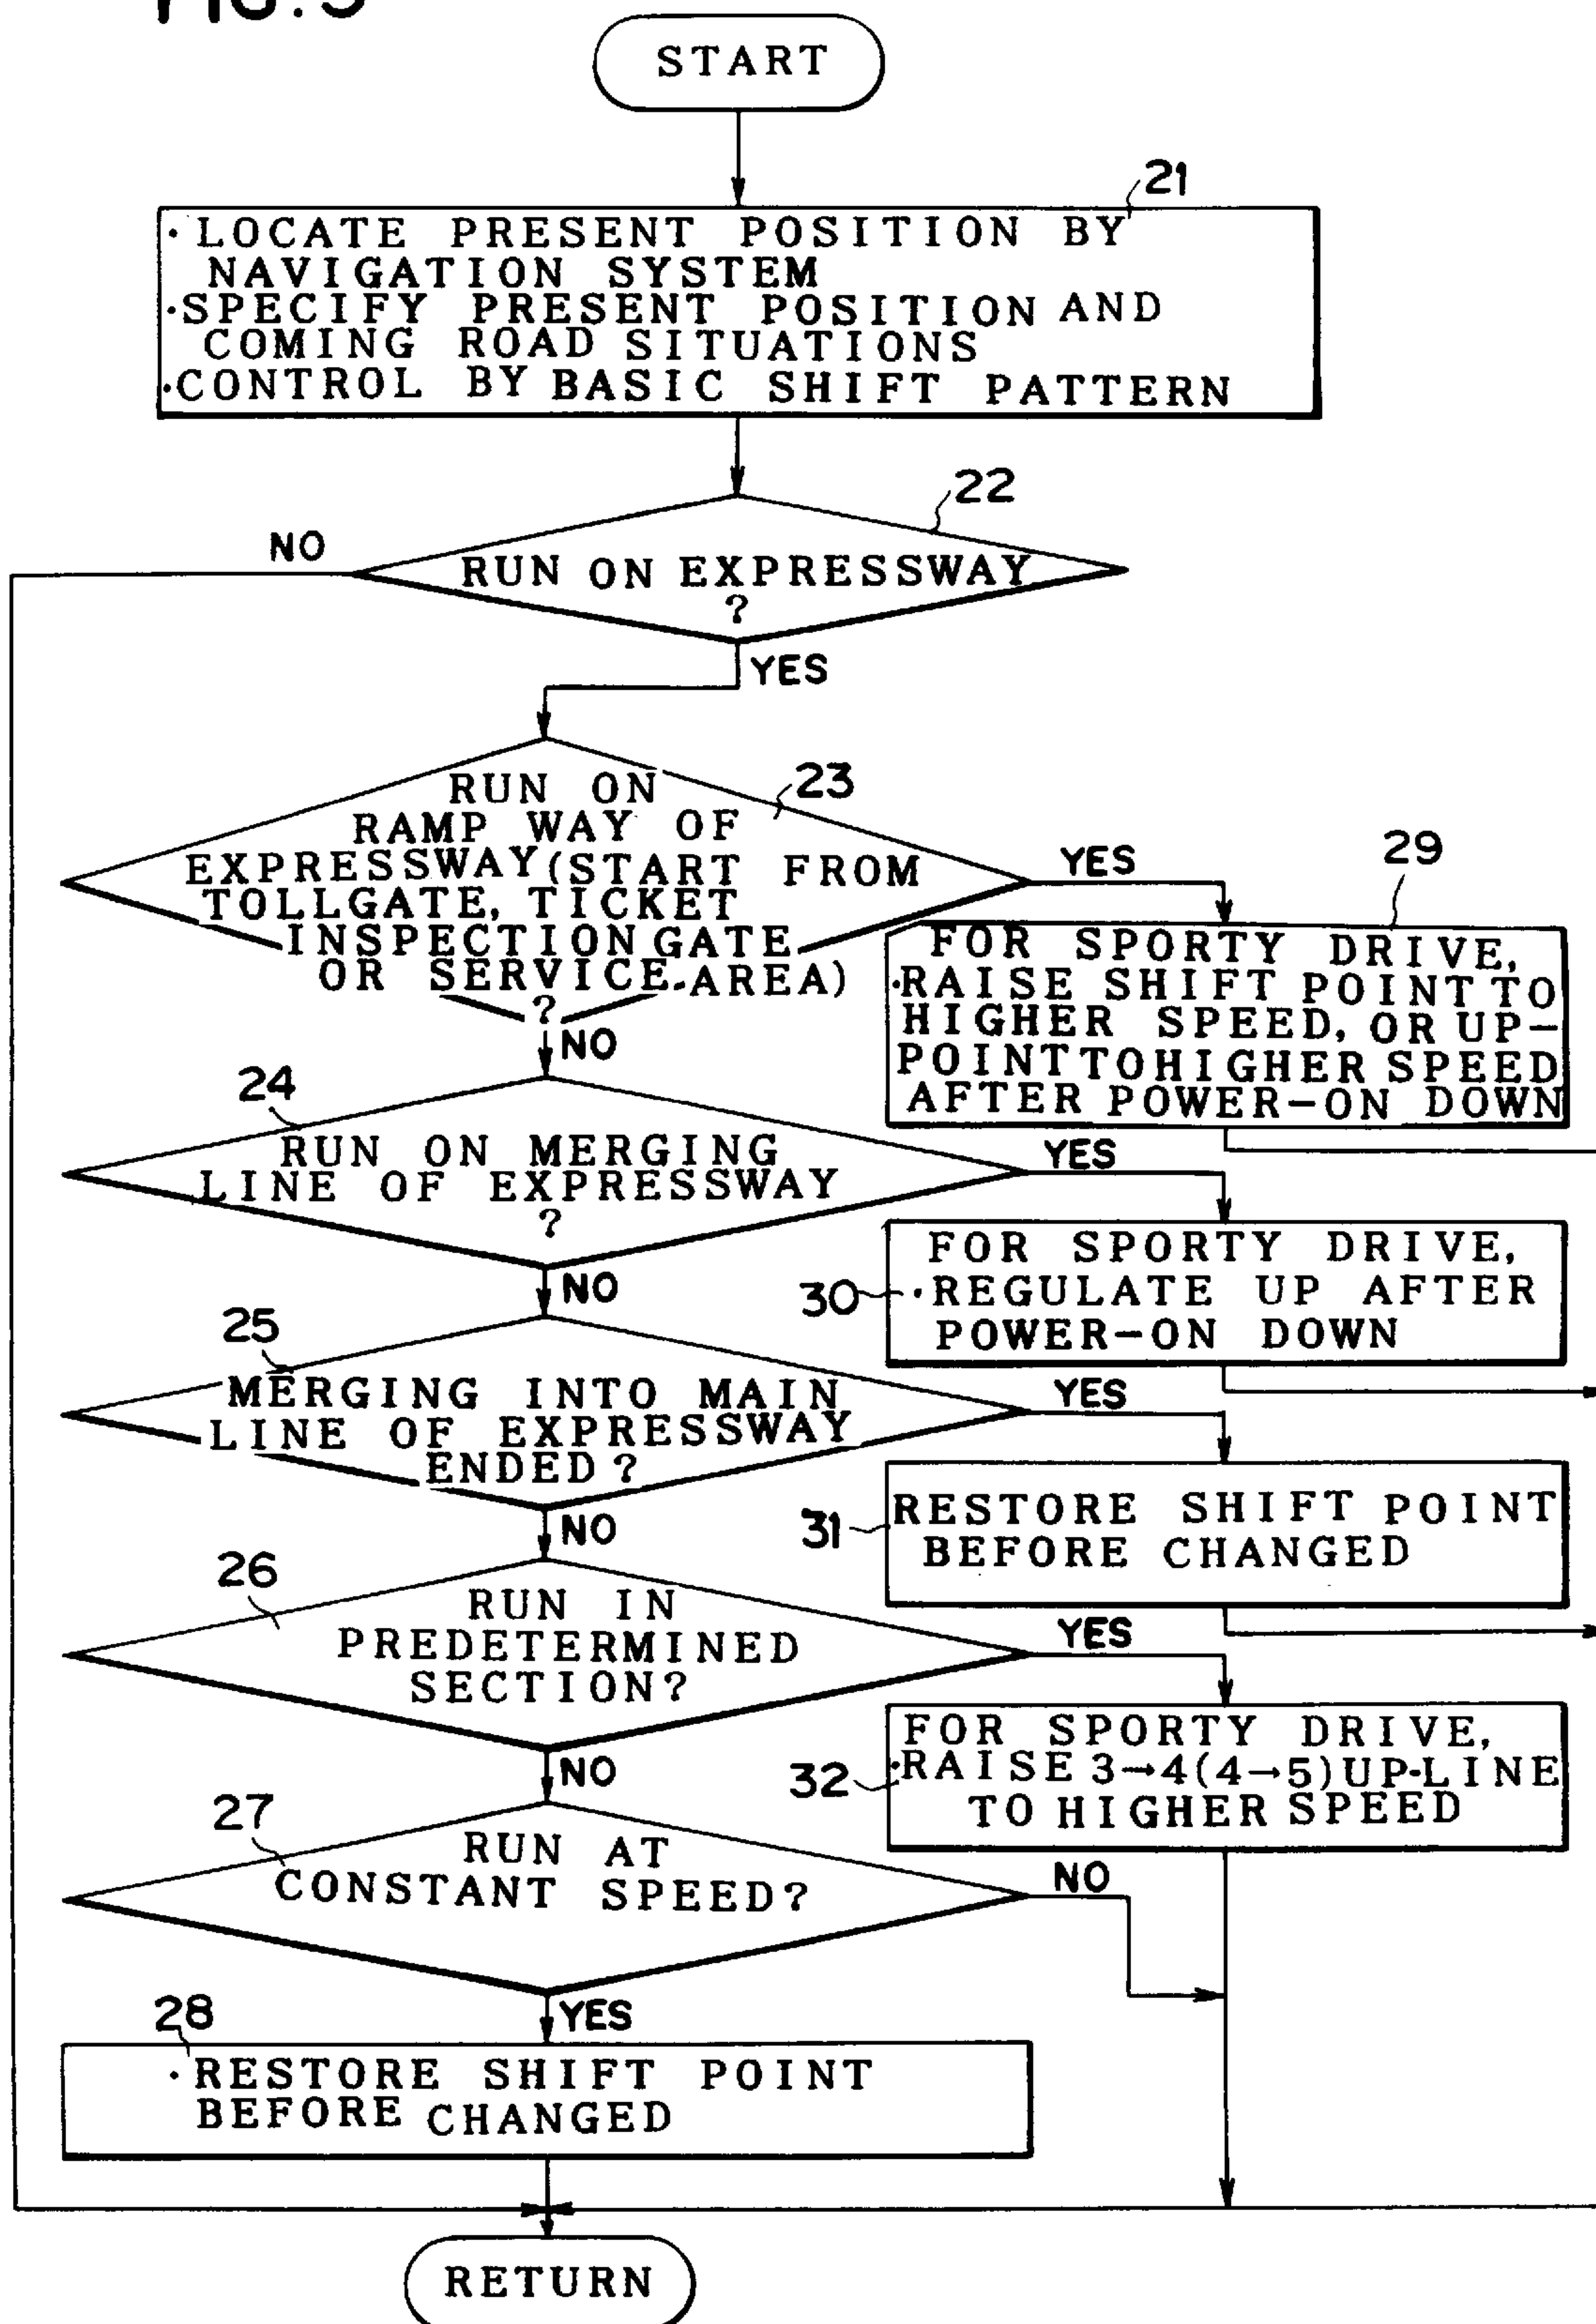 START
21
· LOCATE PRESENT POSITION BY
NAVIGATION SYSTEM
·SPECIFY PRESENT POSITION AND
COMING ROAD SITUATIONS
·CONTROL BY BASIC SHIFT PATTERN
22
NO
RUN ON EXPRESSWAY
?
YES
23
RUN ON
RAMP WAY OF
EXPRESSWAY (START FROM
TOLLGATE, TICKET
INSPECTION GATE
OR SERVICE AREA)
?
YES
NO
29
FOR SPORTY DRIVE,
·RAISE SHIFT POINT TO
HIGHER SPEED, OR UP-
POINT TO HIGHER SPEED
AFTER POWER-ON DOWN
24
RUN ON MERGING
LINE OF EXPRESSWAY
?
YES
NO
30
FOR SPORTY DRIVE,
·REGULATE UP AFTER
POWER-ON DOWN
25
MERGING INTO MAIN
LINE OF EXPRESSWAY
ENDED?
YES
NO
31
RESTORE SHIFT POINT
BEFORE CHANGED
26
RUN IN
PREDETERMINED
SECTION?
YES
NO
32
FOR SPORTY DRIVE,
·RAISE 3→4(4→5) UP-LINE
TO HIGHER SPEED
27
RUN AT
CONSTANT SPEED?
NO
YES
28
·RESTORE SHIFT POINT
BEFORE CHANGED
RETURN